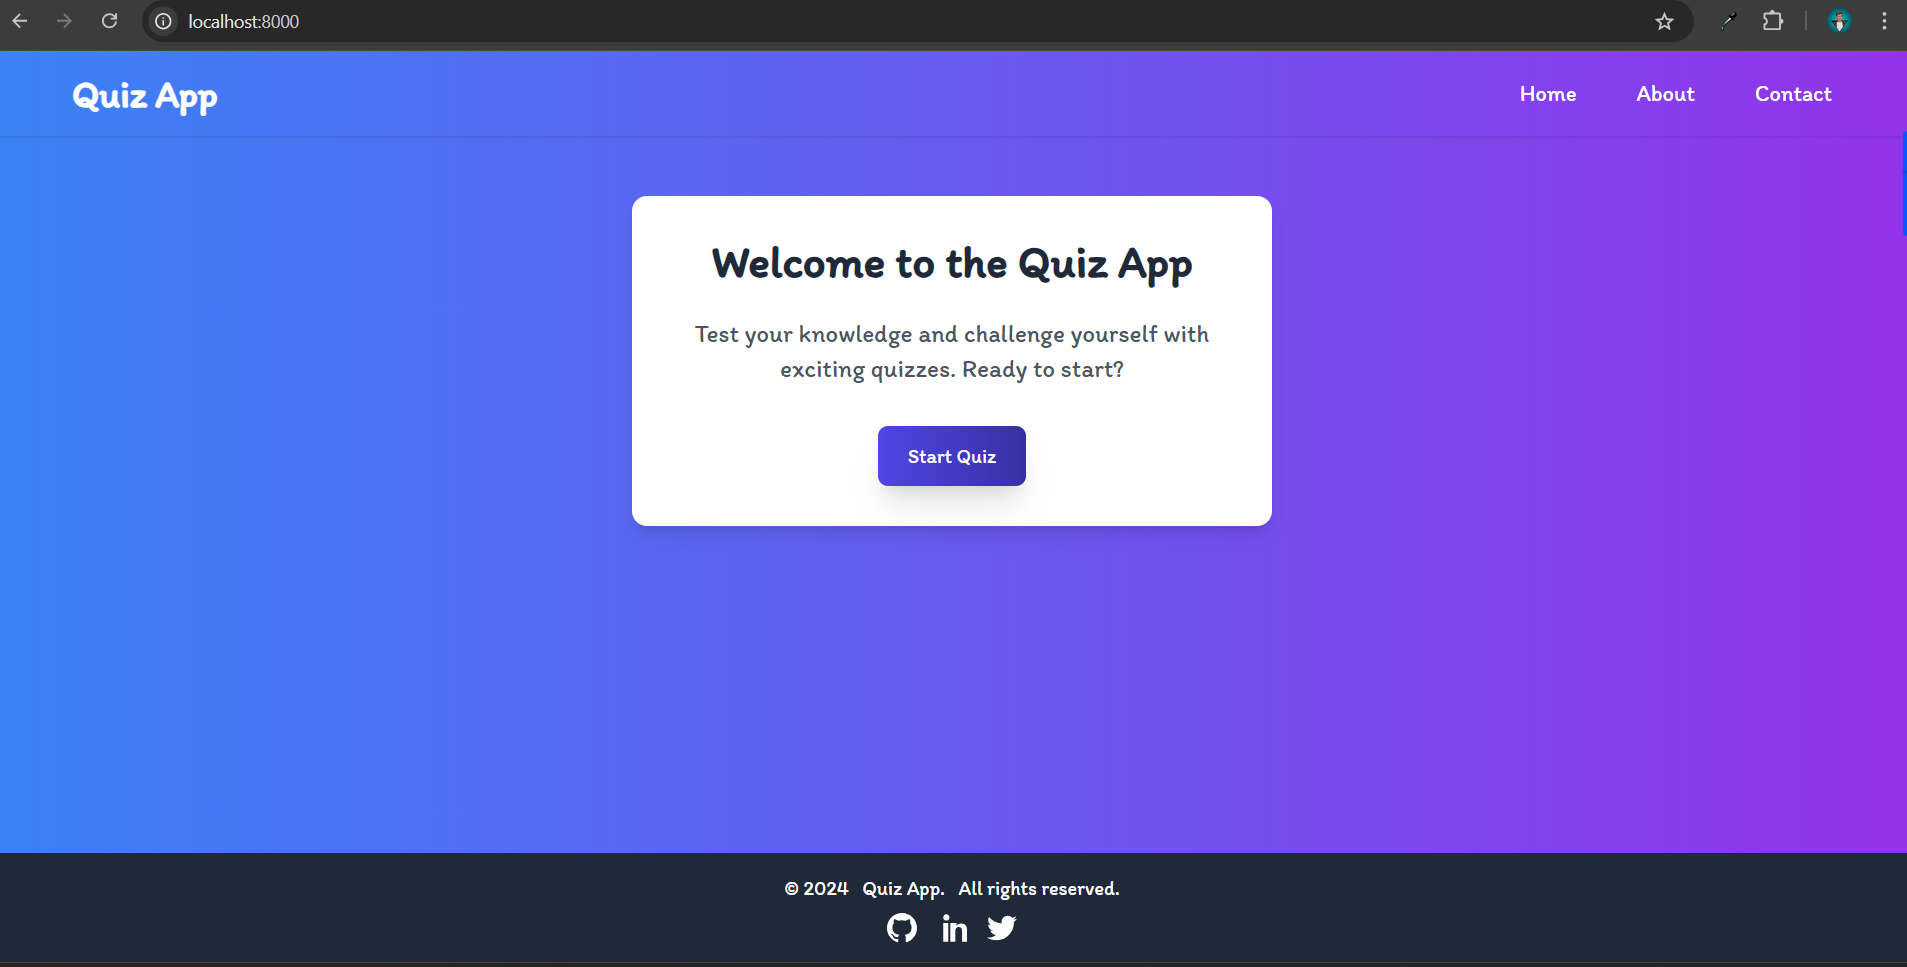 localhost:8000
Quiz App
Home About Contact
Welcome to the Quiz App
Test your knowledge and challenge yourself with
exciting quizzes. Ready to start?
Start Quiz
© 2024 Quiz App. All rights reserved.
in